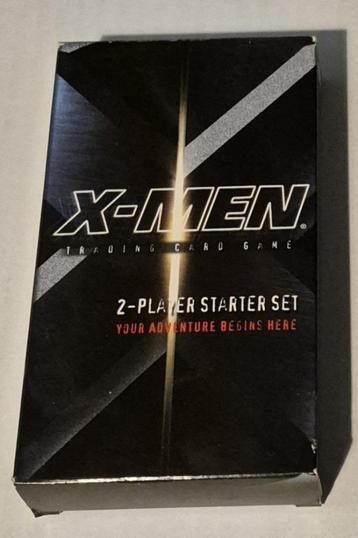 X-MEN®
TRADING CARD GAME
2-PLAYER STARTER SET
YOUR ADVENTURE BEGINS HERE